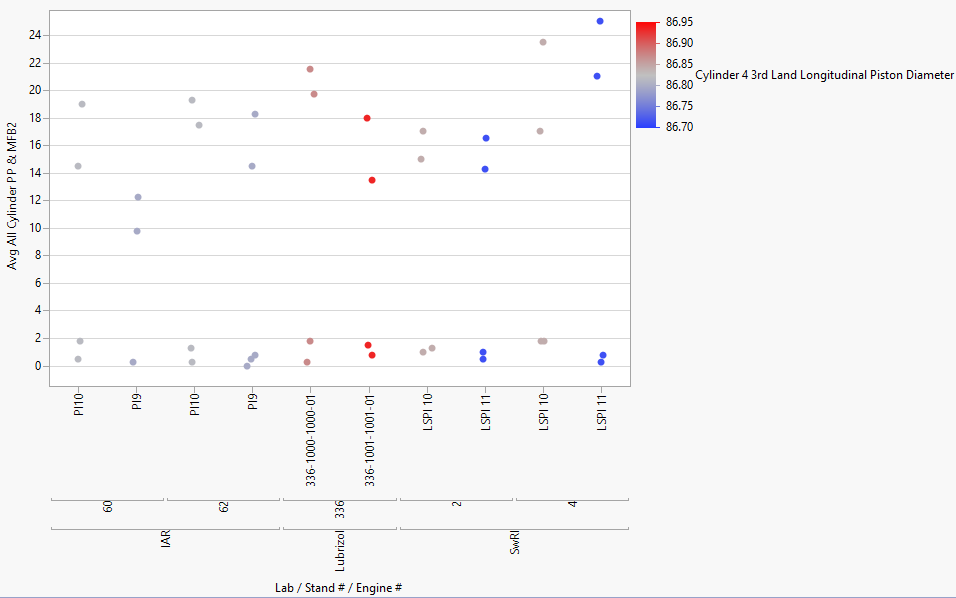 Avg All Cylinder PP & MFB2
24
22
20
18
16
14
12
10
8
6
4
2
0
86.95
86.90
86.85
86.80
86.75
86.70
Cylinder 4 3rd Land Longitudinal Piston Diameter
PI10
PI9
PI10
PI9
336-1000-1000-01
336-1001-1001-01
LSPI 10
LSPI 11
LSPI 10
LSPI 11
60
62
336
2
4
IAR
Lubrizol
SwRI
Lab / Stand # / Engine #